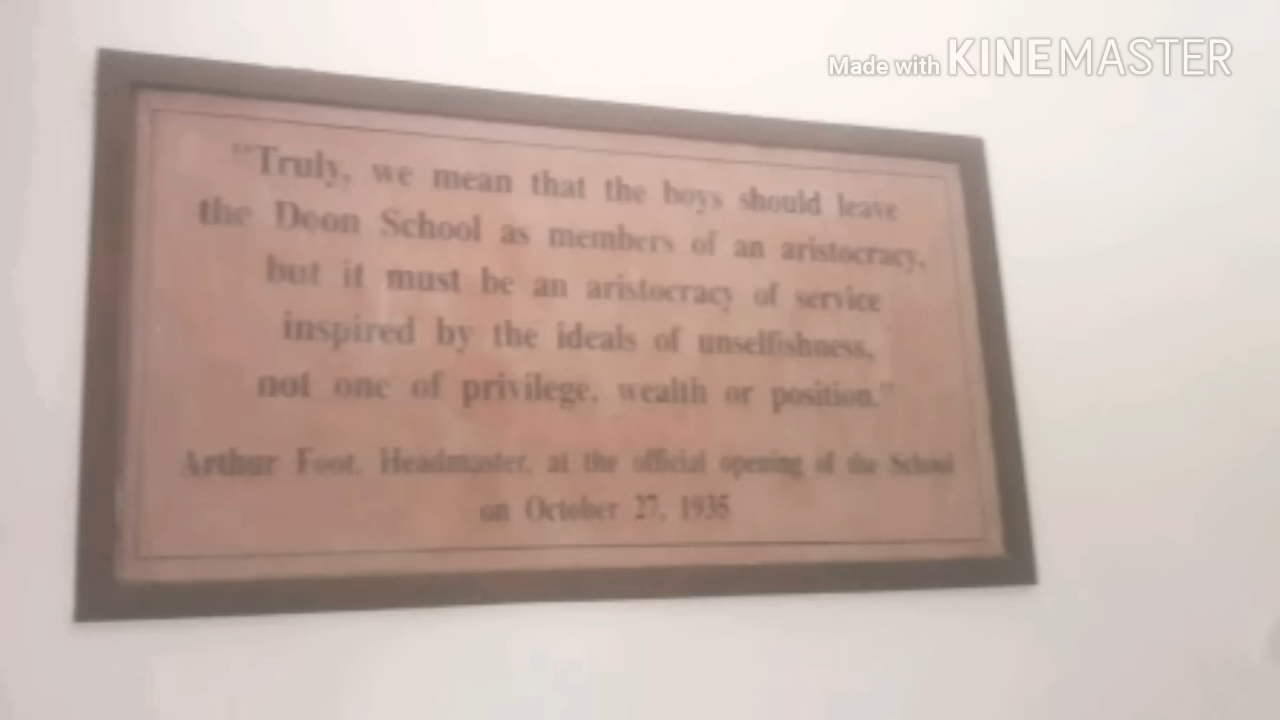 Made with KINEMASTER
"Truly, we mean that the boys should leave
the Doon School as members of an aristocracy,
but it must be an aristocracy of service
inspired by the ideals of unselfishness,
not one of privilege, wealth or position."
Arthur Foot, Headmaster, at the official opening of the School
on October 27, 1935